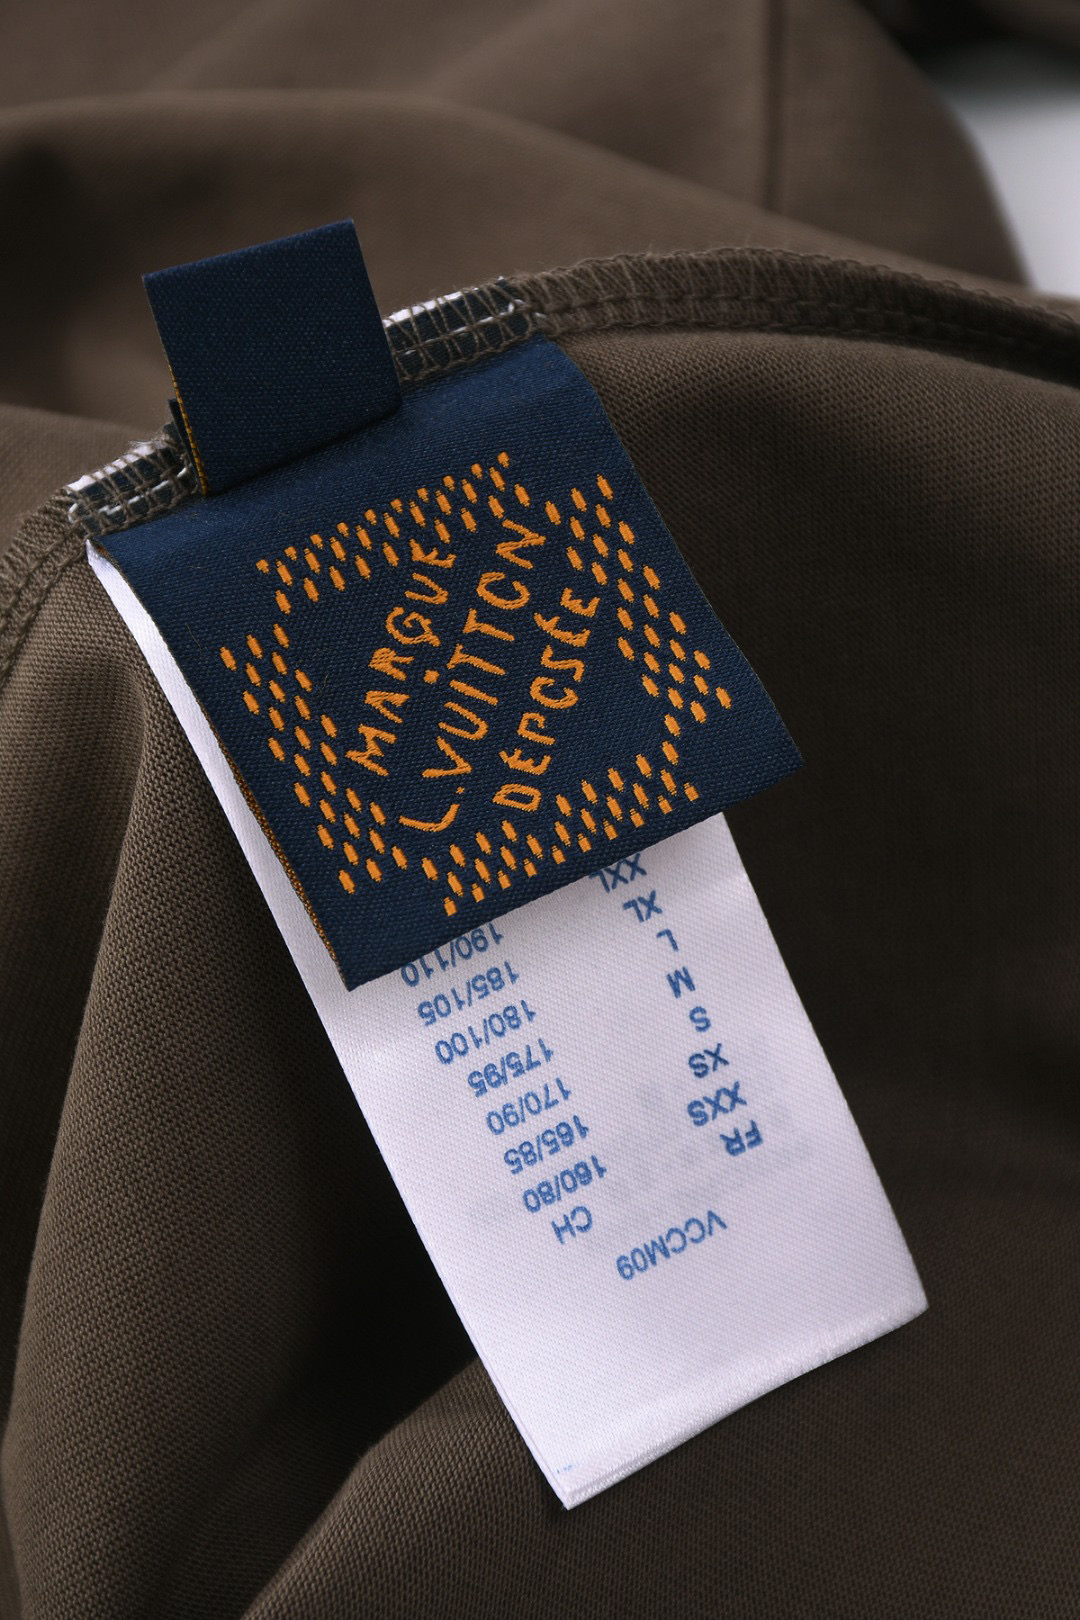 MARQUE
L.VUITTON
DEPOSÉE
VCCM09
FR CH
XXS 160/80
XS 165/85
S 170/90
M 175/95
L 180/100
XL 185/105
XXL 190/110